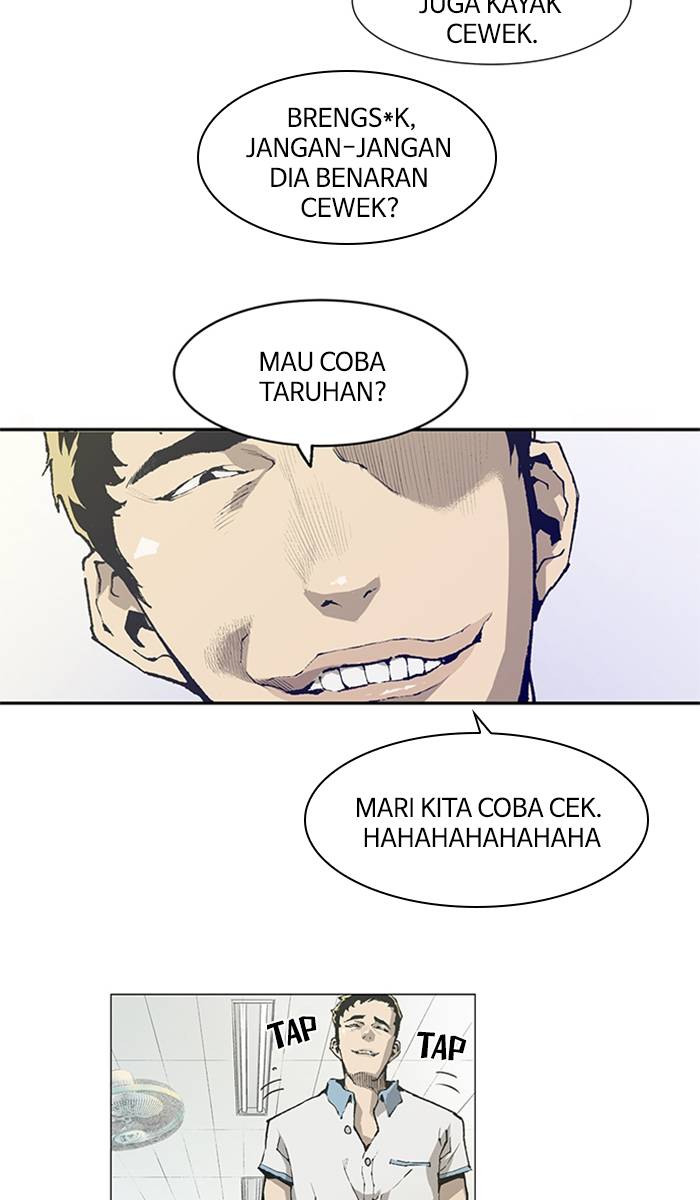 JUGA KAYAK
CEWEK.
BRENGS*K,
JANGAN-JANGAN
DIA BENARAN
CEWEK?
MAU COBA
TARUHAN?
MARI KITA COBA CEK.
HAHAHAHAHAHAHA
TAP
TAP